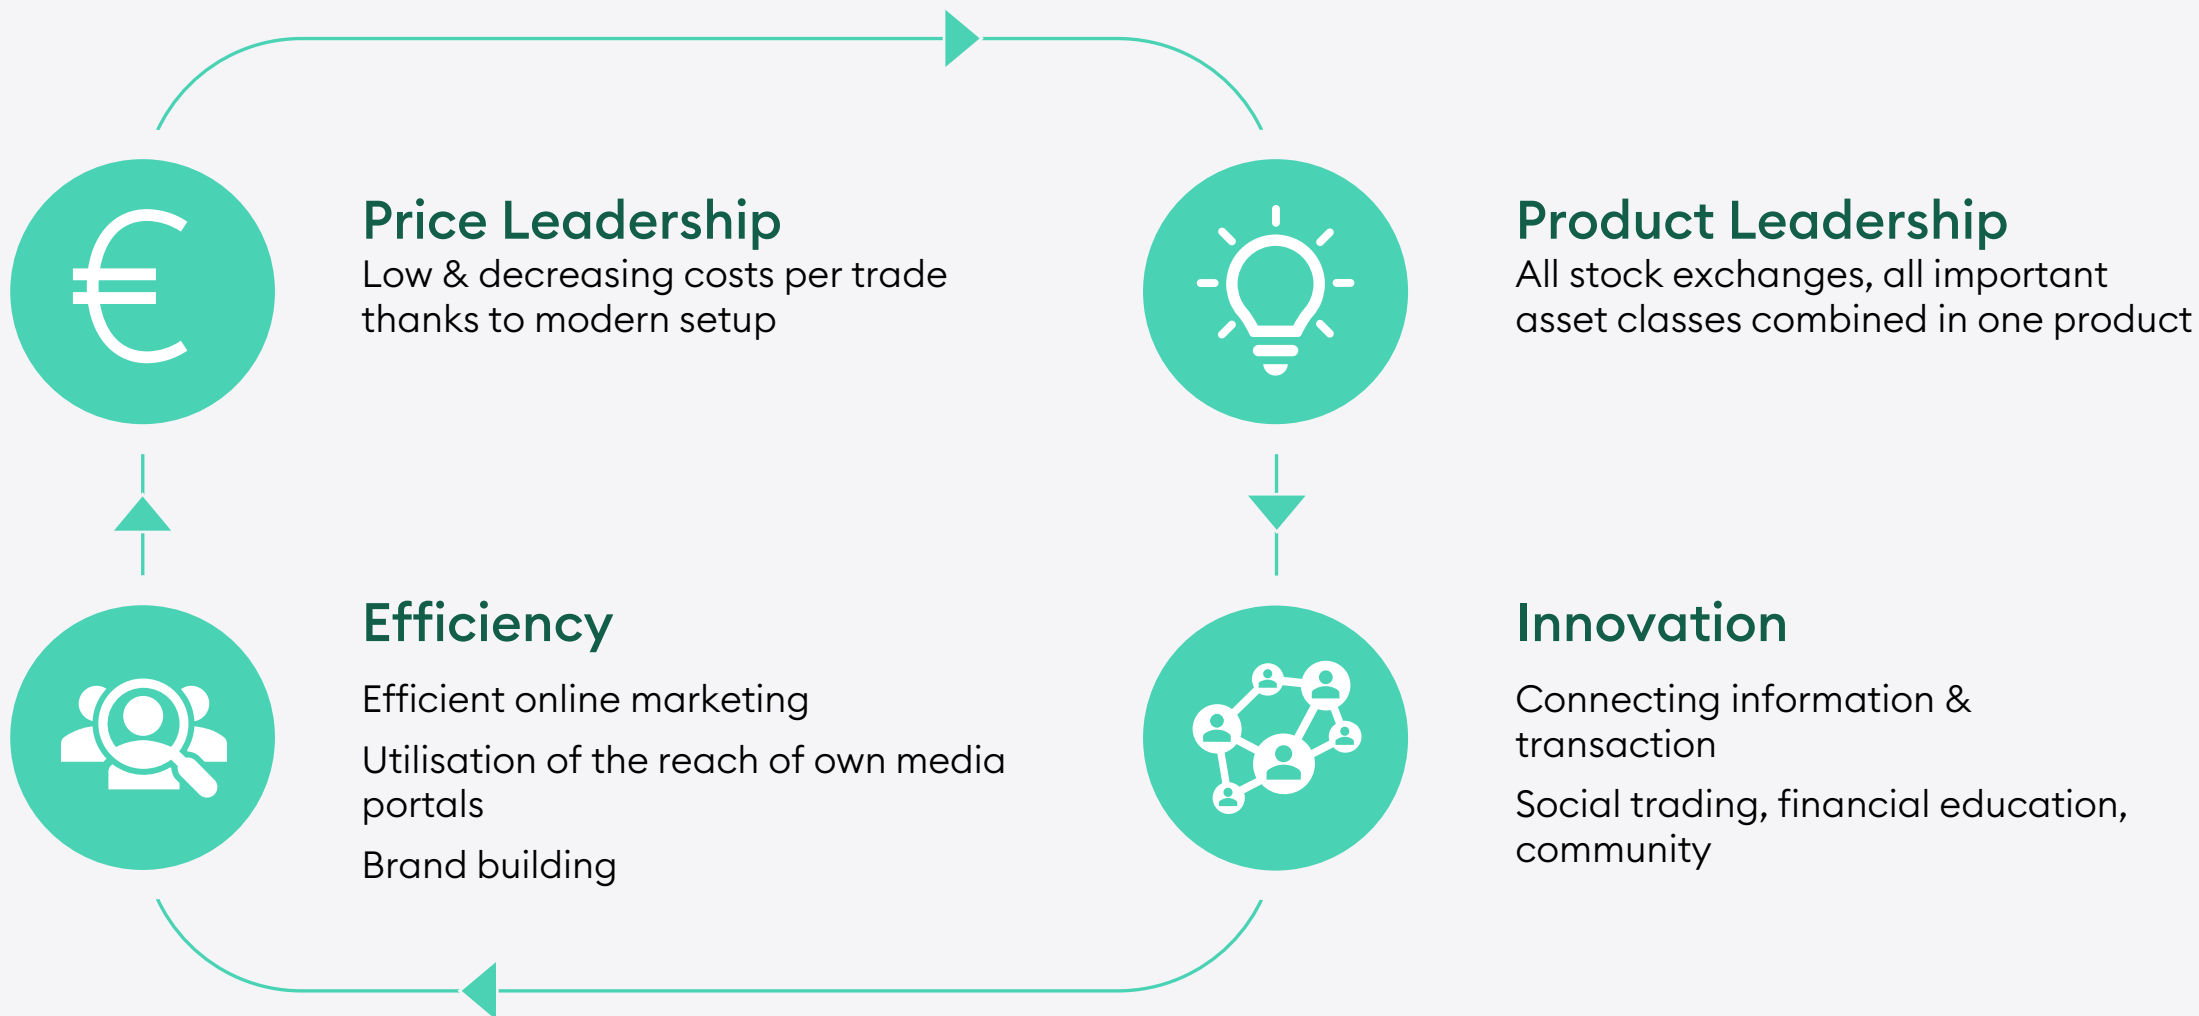 Price Leadership
Low & decreasing costs per trade
thanks to modern setup
Product Leadership
All stock exchanges, all important
asset classes combined in one product
Efficiency
Efficient online marketing
Utilisation of the reach of own media
portals
Brand building
Innovation
Connecting information &
transaction
Social trading, financial education,
community